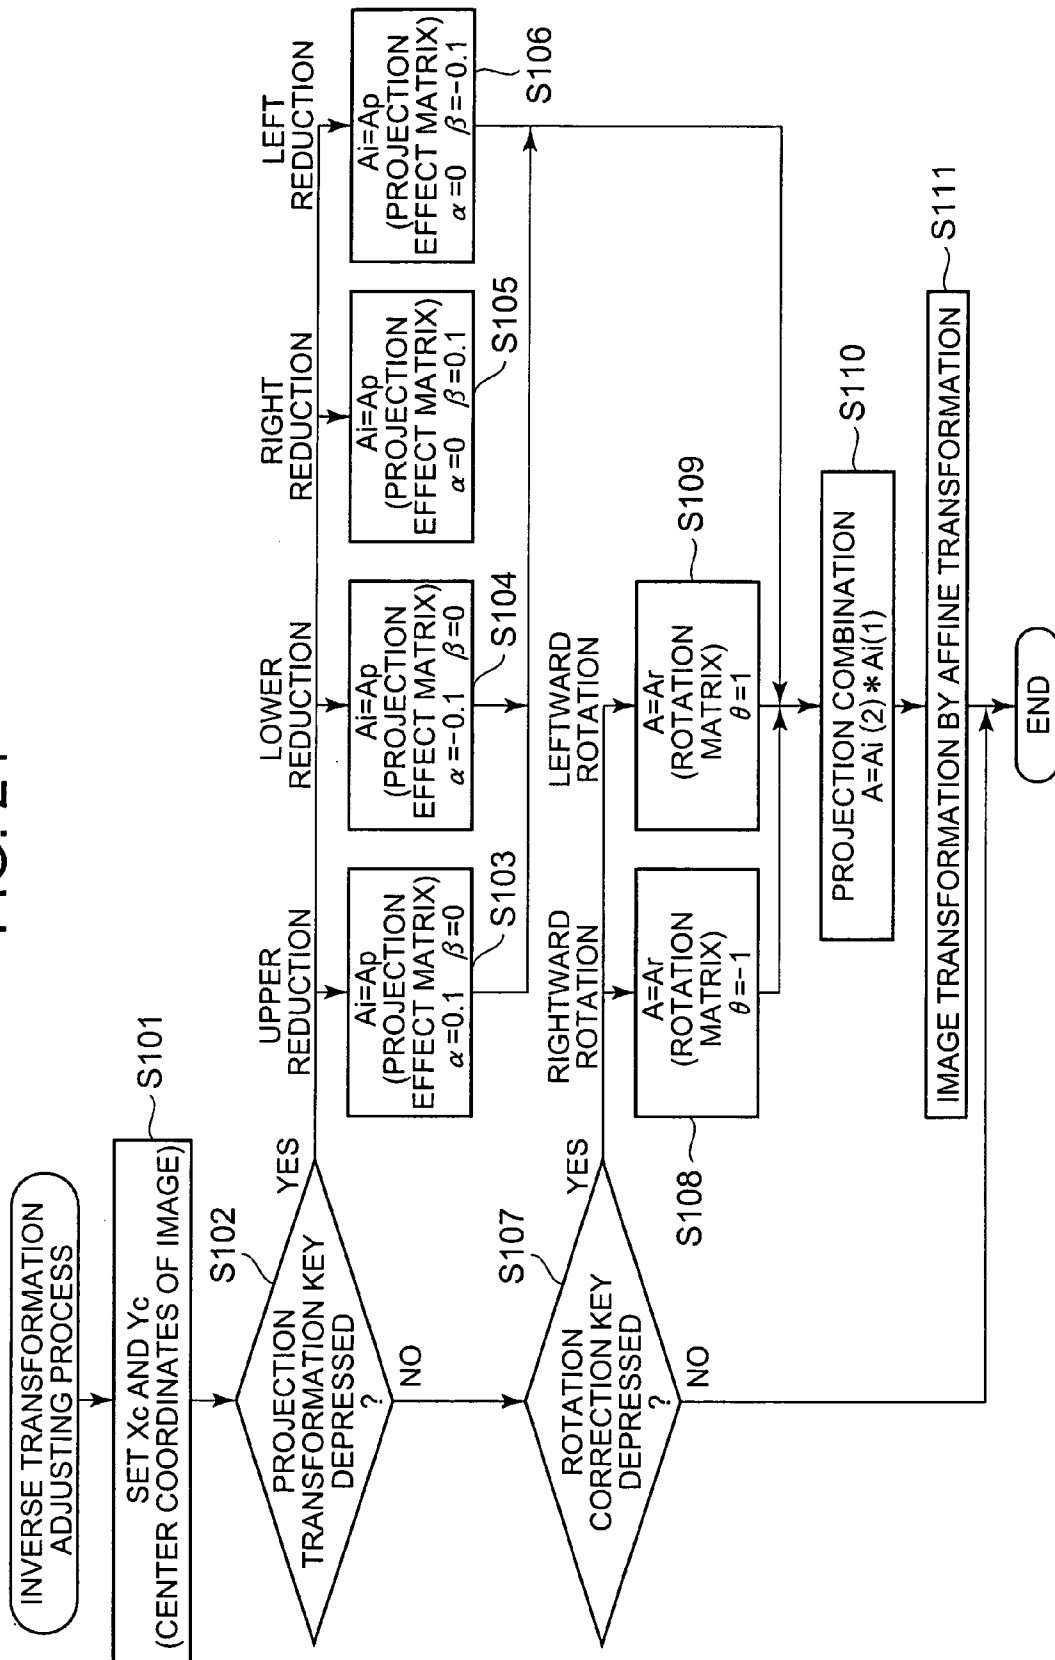 INVERSE TRANSFORMATION
ADJUSTING PROCESS
SET Xc AND Yc
(CENTER COORDINATES OF IMAGE)
S101
PROJECTION
TRANSFORMATION KEY
DEPRESSED
?
S102
YES
NO
UPPER
REDUCTION
LOWER
REDUCTION
RIGHT
REDUCTION
LEFT
REDUCTION
Ai=Ap
(PROJECTION
EFFECT MATRIX)
α=0.1 β=0
S103
Ai=Ap
(PROJECTION
EFFECT MATRIX)
α=-0.1 β=0
S104
Ai=Ap
(PROJECTION
EFFECT MATRIX)
α=0 β=0.1
S105
Ai=Ap
(PROJECTION
EFFECT MATRIX)
α=0 β=-0.1
S106
ROTATION
CORRECTION KEY
DEPRESSED
?
S107
YES
NO
RIGHTWARD
ROTATION
LEFTWARD
ROTATION
A=Ar
(ROTATION
MATRIX)
θ=-1
S108
A=Ar
(ROTATION
MATRIX)
θ=1
S109
PROJECTION COMBINATION
A=Ai(2)*Ai(1)
S110
IMAGE TRANSFORMATION BY AFFINE TRANSFORMATION
S111
END